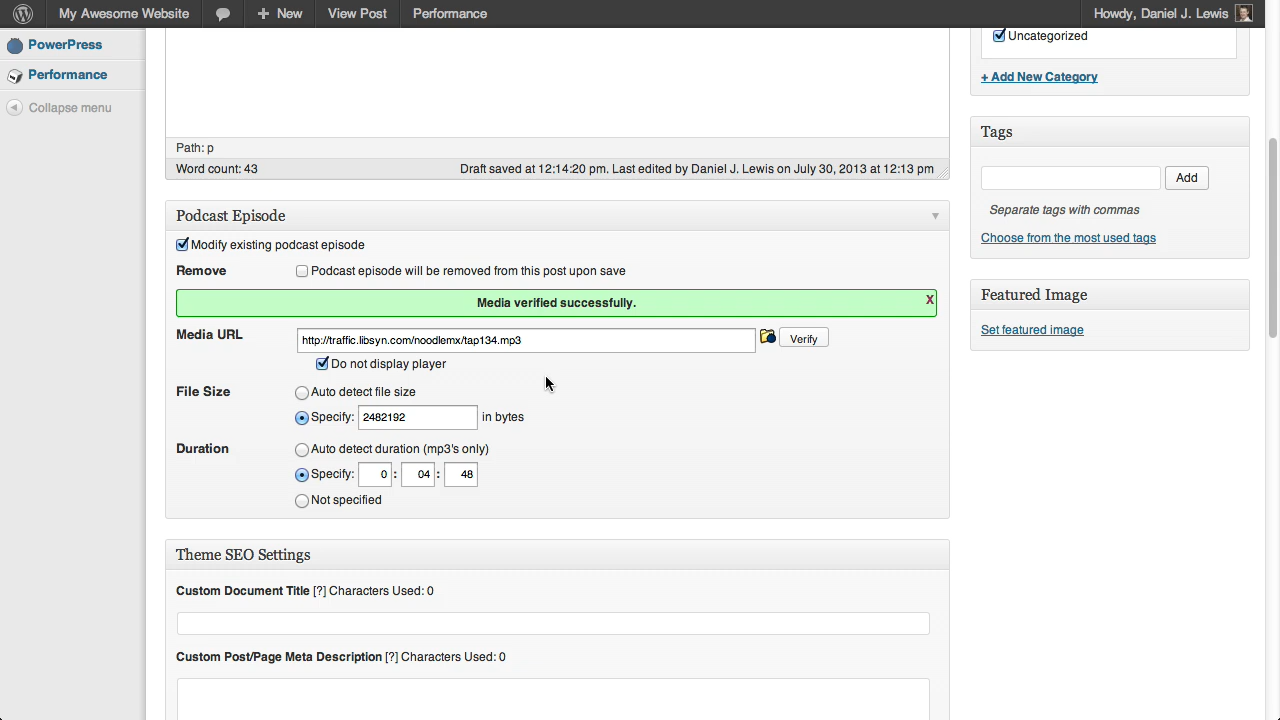 My Awesome Website
New
View Post
Performance
Howdy, Daniel J. Lewis
PowerPress
Performance
Collapse menu
Path: p
Word count: 43
Draft saved at 12:14:20 pm. Last edited by Daniel J. Lewis on July 30, 2013 at 12:13 pm
Podcast Episode
Modify existing podcast episode
Remove
Podcast episode will be removed from this post upon save
Media verified successfully.
X
Media URL
http://traffic.libsyn.com/noodlemx/tap134.mp3
Verify
Do not display player
File Size
Auto detect file size
Specify: 2482192 in bytes
Duration
Auto detect duration (mp3's only)
Specify: 0 : 04 : 48
Not specified
Theme SEO Settings
Custom Document Title [?] Characters Used: 0
Custom Post/Page Meta Description [?] Characters Used: 0
Uncategorized
+ Add New Category
Tags
Add
Separate tags with commas
Choose from the most used tags
Featured Image
Set featured image